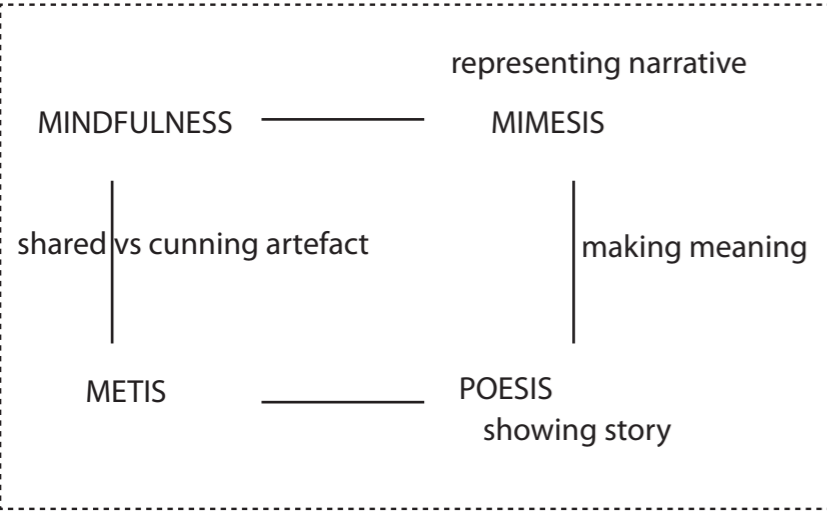 representing narrative
MINDFULNESS
MIMESIS
shared vs cunning artefact
making meaning
METIS
POESIS
showing story